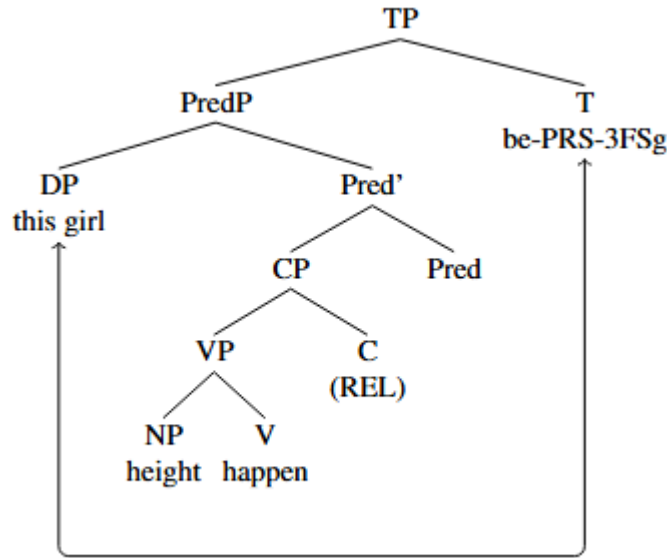 TP
PredP T
be-PRS-3FSg
DP Pred’
this girl
CP Pred
VP C
(REL)
NP V
height happen